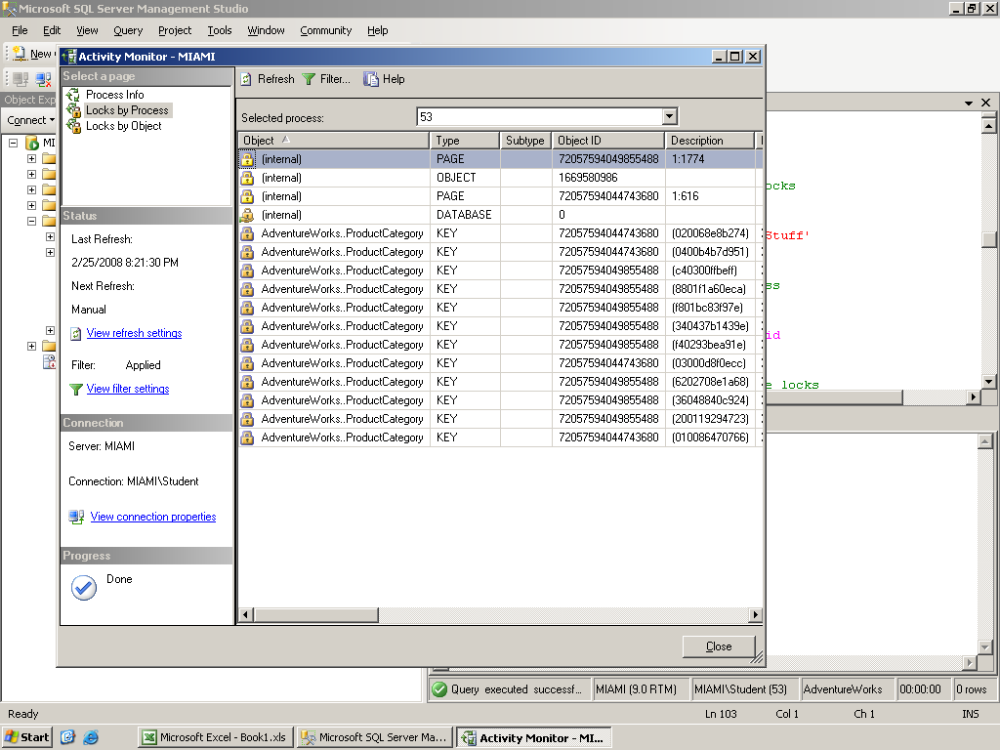 Microsoft SQL Server Management Studio
File Edit View Query Project Tools Window Community Help
New
Activity Monitor - MIAMI
Select a page
Process Info
Locks by Process
Locks by Object
Refresh Filter... Help
Selected process: 53
Object Type Subtype Object ID Description
(internal) PAGE 72057594049855488 1:1774
(internal) OBJECT 1669580986
(internal) PAGE 72057594044743680 1:616
(internal) DATABASE 0
AdventureWorks..ProductCategory KEY 72057594044743680 (020068e8b274)
AdventureWorks..ProductCategory KEY 72057594044743680 (0400b4b7d951)
AdventureWorks..ProductCategory KEY 72057594049855488 (c40300ffbeff)
AdventureWorks..ProductCategory KEY 72057594049855488 (8801f1a60eca)
AdventureWorks..ProductCategory KEY 72057594049855488 (f801bc83f97e)
AdventureWorks..ProductCategory KEY 72057594049855488 (340437b1439e)
AdventureWorks..ProductCategory KEY 72057594049855488 (f40293bea91e)
AdventureWorks..ProductCategory KEY 72057594044743680 (03000d8f0ecc)
AdventureWorks..ProductCategory KEY 72057594049855488 (6202708e1a68)
AdventureWorks..ProductCategory KEY 72057594049855488 (36048840c924)
AdventureWorks..ProductCategory KEY 72057594049855488 (200119294723)
AdventureWorks..ProductCategory KEY 72057594044743680 (010086470766)
Status
Last Refresh:
2/25/2008 8:21:30 PM
Next Refresh:
Manual
View refresh settings
Filter: Applied
View filter settings
Connection
Server: MIAMI
Connection: MIAMI\Student
View connection properties
Progress
Done
Close
Object Exp
Connect
MI
ocks
Stuff'
ss
id
e locks
Query executed successf... MIAMI (9.0 RTM) MIAMI\Student (53) AdventureWorks 00:00:00 0 rows
Ready Ln 103 Col 1 Ch 1 INS
Start Microsoft Excel - Book1.xls Microsoft SQL Server Ma... Activity Monitor - MI...